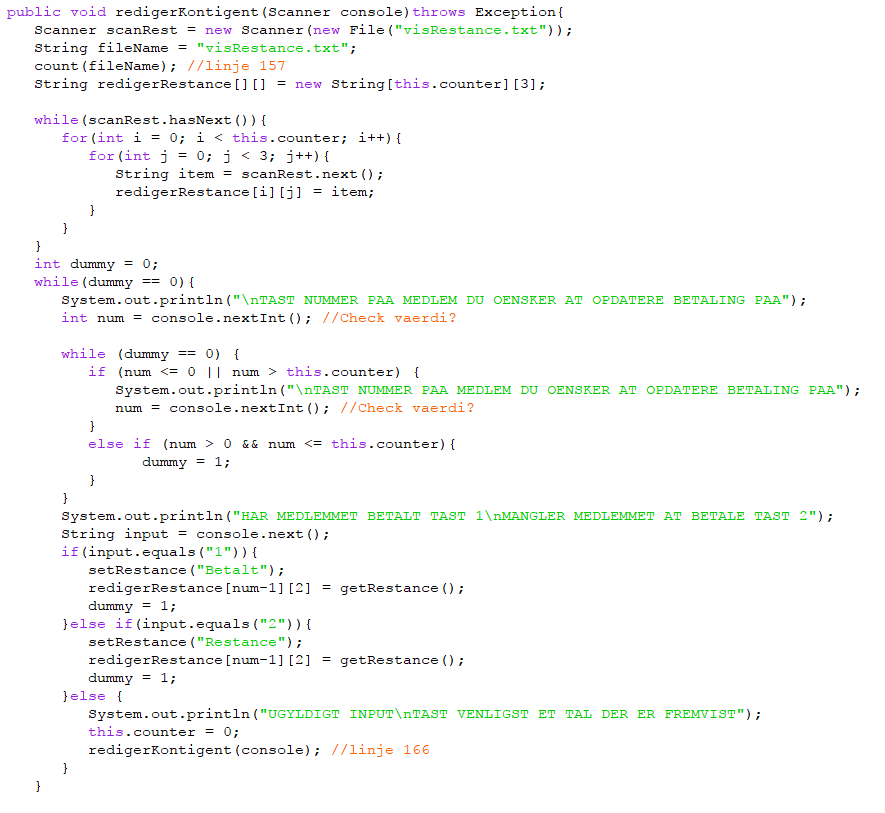 public void redigerKontigent(Scanner console)throws Exception{
   Scanner scanRest = new Scanner(new File("visRestance.txt"));
   String fileName = "visRestance.txt";
   count(fileName); //linje 157
   String redigerRestance[][] = new String[this.counter][3];

   while(scanRest.hasNext()){
      for(int i = 0; i < this.counter; i++){
         for(int j = 0; j < 3; j++){
            String item = scanRest.next();
            redigerRestance[i][j] = item;
         }
      }
   }
   int dummy = 0;
   while(dummy == 0){
      System.out.println("\nTAST NUMMER PAA MEDLEM DU OENSKER AT OPDATERE BETALING PAA");
      int num = console.nextInt(); //Check vaerdi?

      while (dummy == 0) {
         if (num <= 0 || num > this.counter) {
            System.out.println("\nTAST NUMMER PAA MEDLEM DU OENSKER AT OPDATERE BETALING PAA");
            num = console.nextInt(); //Check vaerdi?
         }
         else if (num > 0 && num <= this.counter){
               dummy = 1;
         }
      }
      System.out.println("HAR MEDLEMMET BETALT TAST 1\nMANGLER MEDLEMMET AT BETALE TAST 2");
      String input = console.next();
      if(input.equals("1")){
         setRestance("Betalt");
         redigerRestance[num-1][2] = getRestance();
         dummy = 1;
      }else if(input.equals("2")){
         setRestance("Restance");
         redigerRestance[num-1][2] = getRestance();
         dummy = 1;
      }else {
         System.out.println("UGYLDIGT INPUT\nTAST VENLIGST ET TAL DER ER FREMVIST");
         this.counter = 0;
         redigerKontigent(console); //linje 166
      }
   }